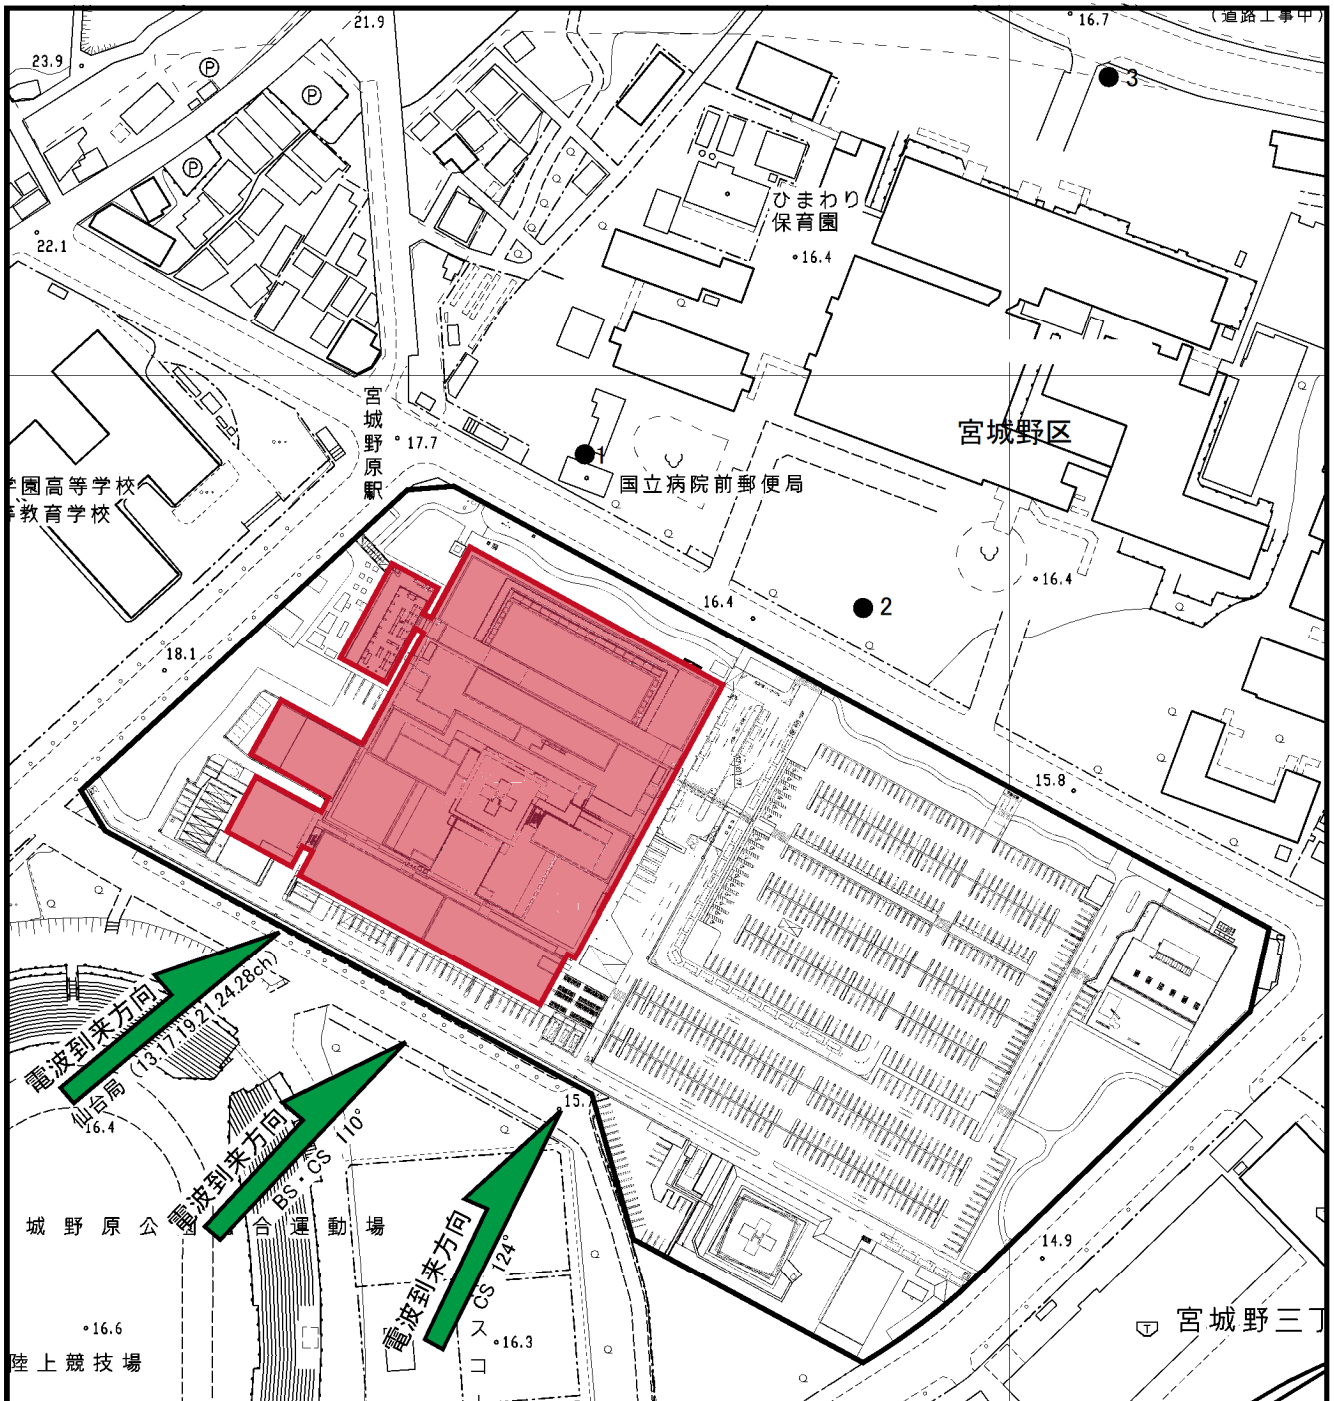 21.9
16.7
（道路工事中）
23.9
3
P
P
P
ひまわり
保育園
22.1
16.4
宮城野原駅
17.7
宮城野区
1
国立病院前郵便局
学園高等学校
等教育学校
16.4
16.4
2
18.1
15.8
電波到来方向
仙台局（13.17.19.21.24.28ch）
16.4
電波到来方向
BS・CS 110°
15.
電波到来方向
CS 124°
城野原公
合運動場
14.9
16.6
16.3
宮城野三丁
陸上競技場
スコー